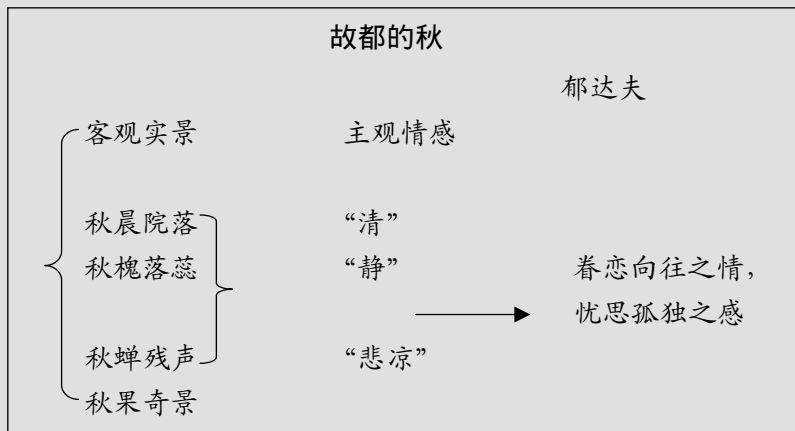 故都的秋
郁达夫
客观实景 主观情感
秋晨院落 “清”
秋槐落蕊 “静” 眷恋向往之情，
忧思孤独之感
秋蝉残声 “悲凉”
秋果奇景